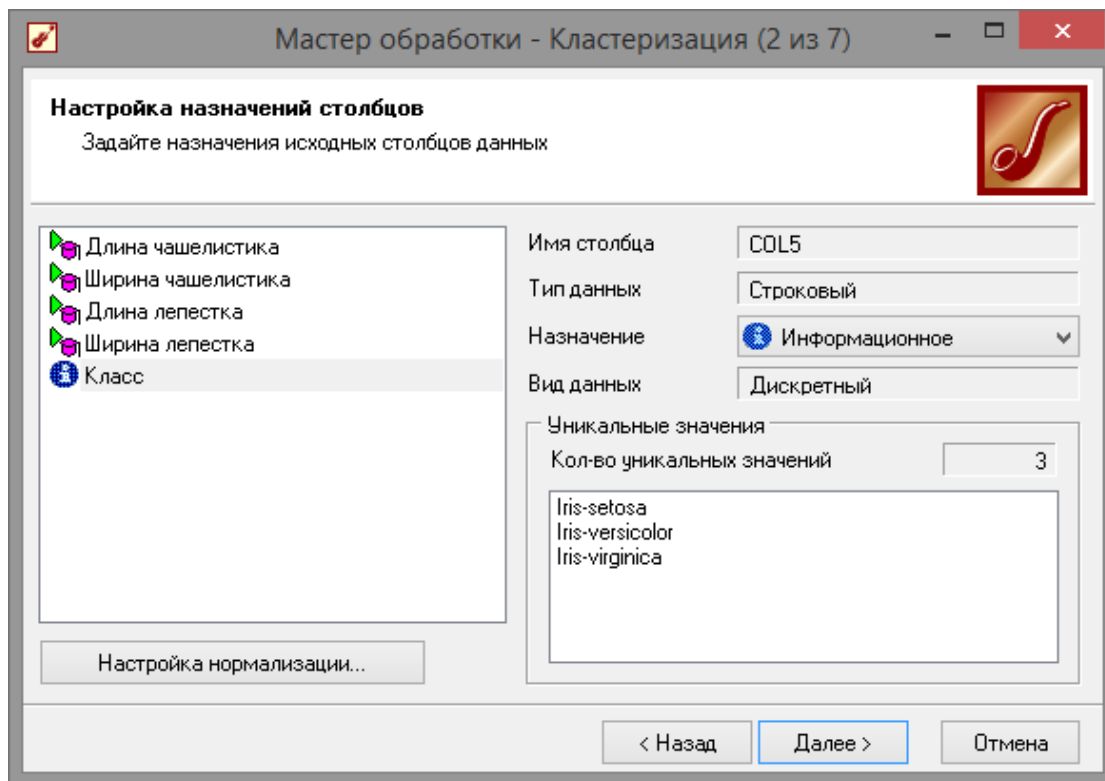 Мастер обработки - Кластеризация (2 из 7)
Настройка назначений столбцов
Задайте назначения исходных столбцов данных
Длина чашелистика
Ширина чашелистика
Длина лепестка
Ширина лепестка
Класс
Настройка нормализации...
Имя столбца COL5
Тип данных Строковый
Назначение Информационное
Вид данных Дискретный
Уникальные значения
Кол-во уникальных значений 3
Iris-setosa
Iris-versicolor
Iris-virginica
< Назад Далее > Отмена